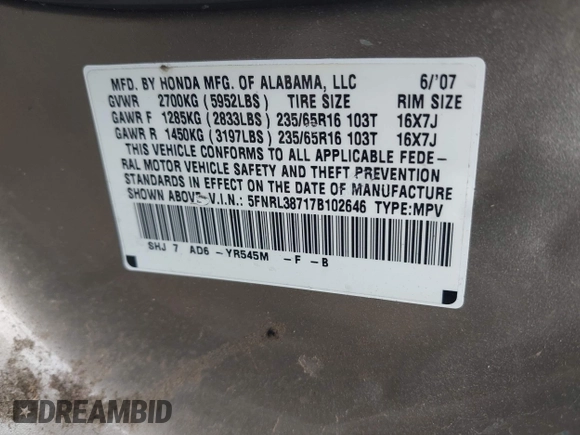 MFD. BY HONDA MFG. OF ALABAMA, LLC 6/'07
GVWR 2700KG (5952LBS) TIRE SIZE RIM SIZE
GAWR F 1285KG (2833LBS) 235/65R16 103T 16X7J
GAWR R 1450KG (3197LBS) 235/65R16 103T 16X7J
THIS VEHICLE CONFORMS TO ALL APPLICABLE FEDE-
RAL MOTOR VEHICLE SAFETY AND THEFT PREVENTION
STANDARDS IN EFFECT ON THE DATE OF MANUFACTURE
SHOWN ABOVE-V.I.N.: 5FNRL38717B102646 TYPE:MPV
SHJ 7 AD6 - YR545M - F - B
DREAMBID